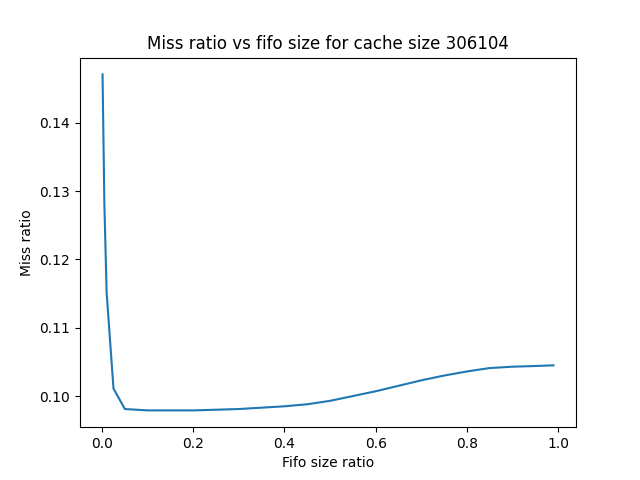 Miss ratio vs fifo size for cache size 306104
0.14
0.13
0.12
0.11
0.10
Miss ratio
0.0 0.2 0.4 0.6 0.8 1.0
Fifo size ratio